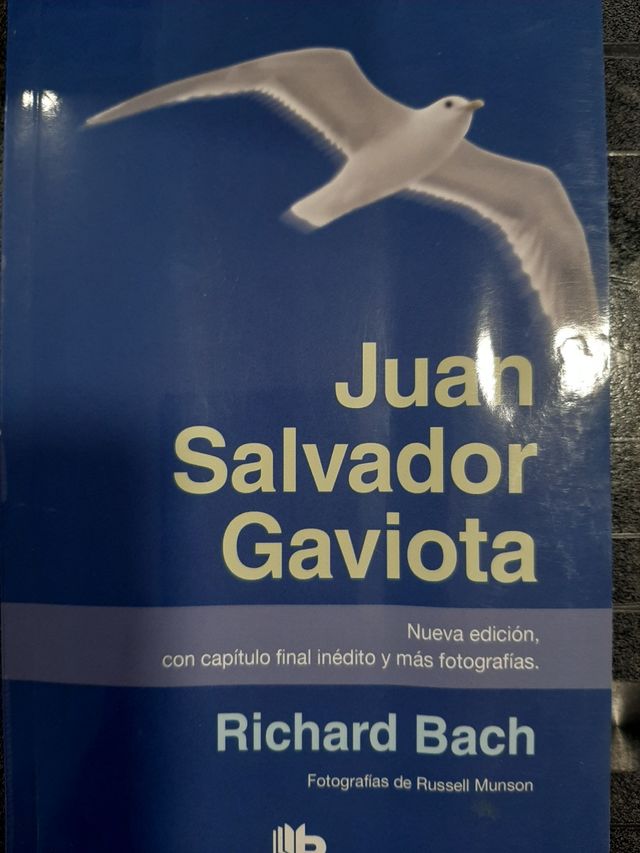 Juan
Salvador
Gaviota
Nueva edición,
con capítulo final inédito y más fotografías.
Richard Bach
Fotografías de Russell Munson